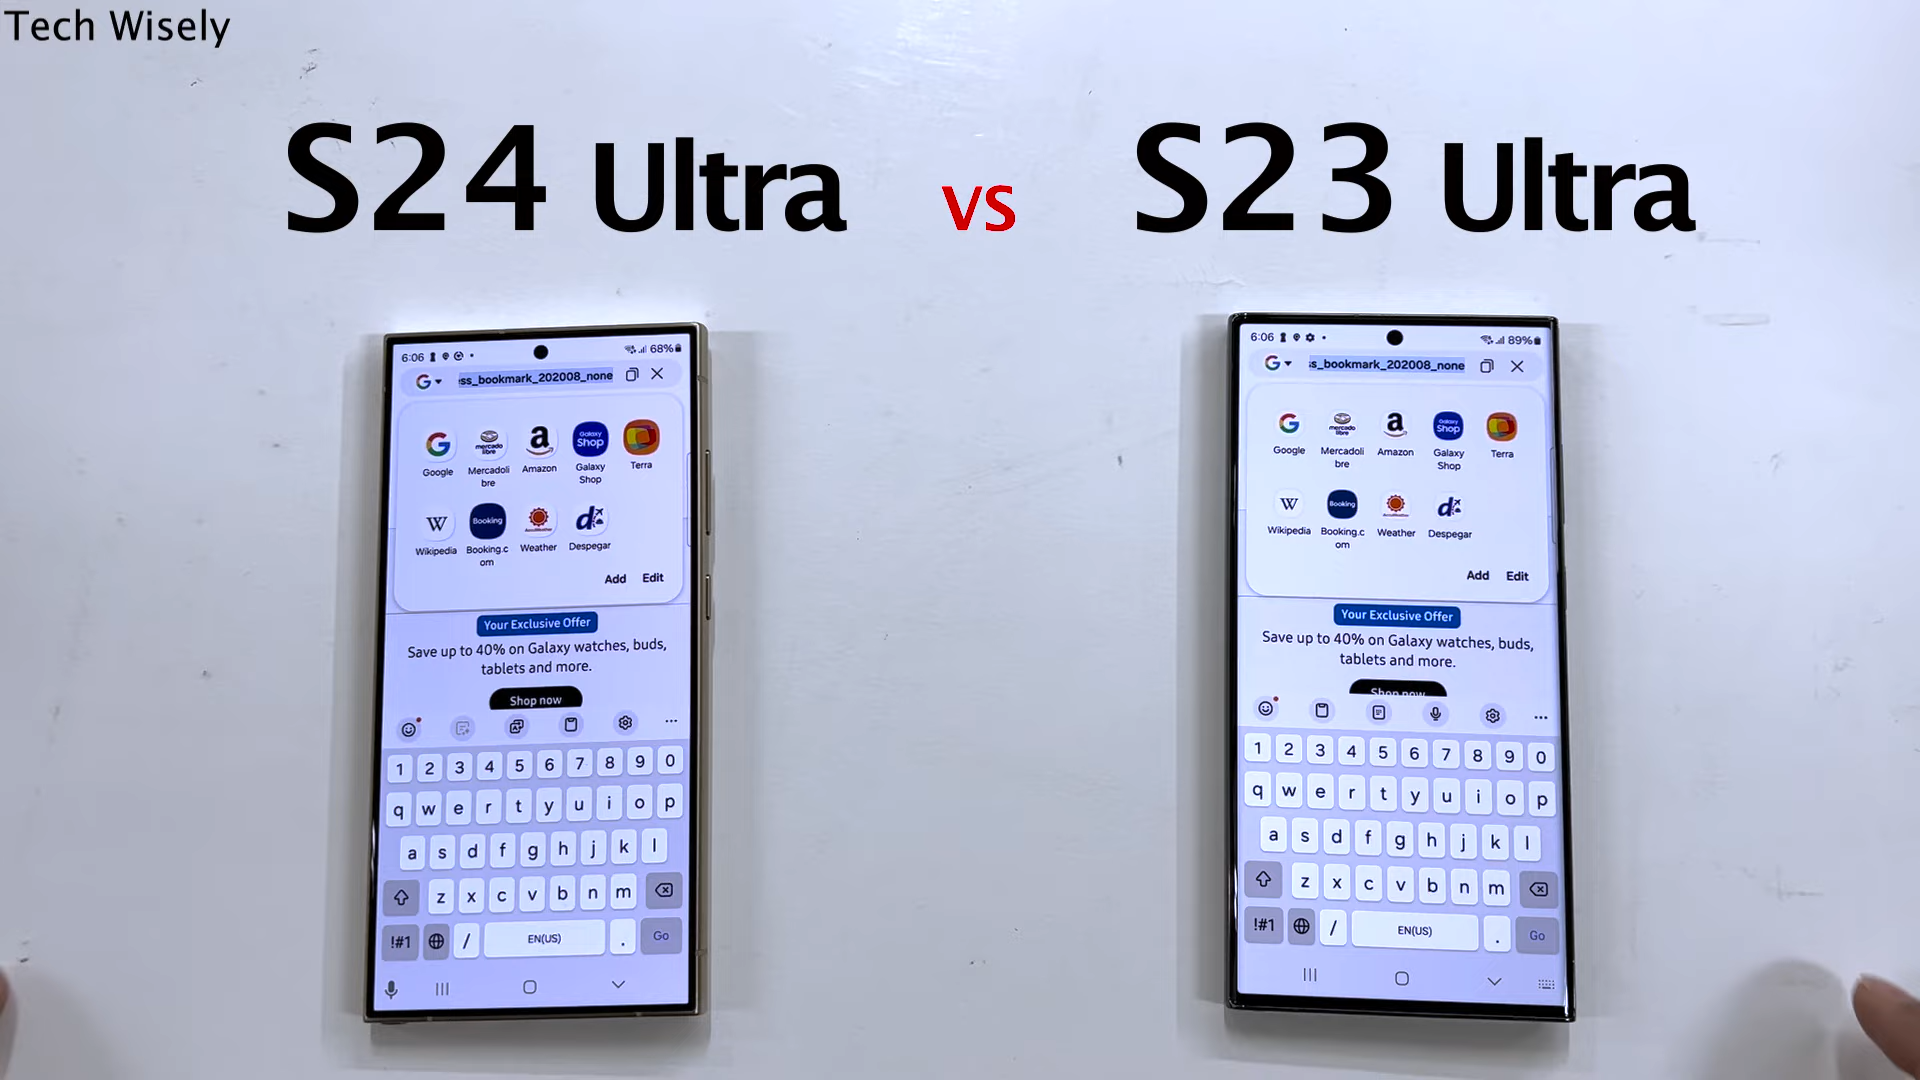 Tech Wisely
S24 Ultra vs S23 Ultra
6:06
68%
ss_bookmark_202008_none
Google
Mercadoli
bre
Amazon
Galaxy
Shop
Terra
Wikipedia
Booking.c
om
Weather
Despegar
Add Edit
Your Exclusive Offer
Save up to 40% on Galaxy watches, buds,
tablets and more.
Shop now
1 2 3 4 5 6 7 8 9 0
q w e r t y u i o p
a s d f g h j k l
z x c v b n m
!#1 / EN(US) . Go
6:06
89%
s_bookmark_202008_none
Google
Mercadoli
bre
Amazon
Galaxy
Shop
Terra
Wikipedia
Booking.c
om
Weather
Despegar
Add Edit
Your Exclusive Offer
Save up to 40% on Galaxy watches, buds,
tablets and more.
Shop now
1 2 3 4 5 6 7 8 9 0
q w e r t y u i o p
a s d f g h j k l
z x c v b n m
!#1 / EN(US) . Go